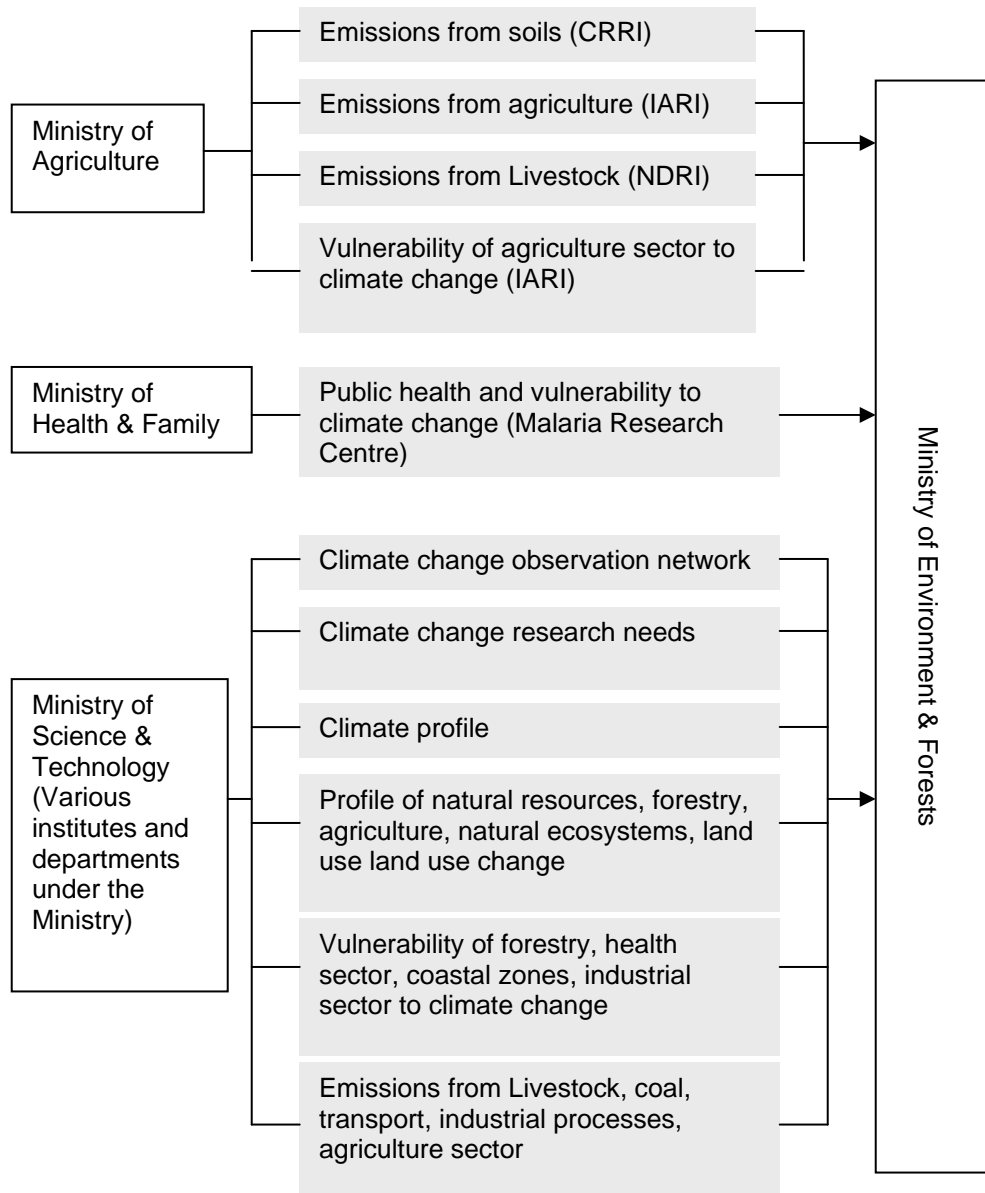 Ministry of
Agriculture
Emissions from soils (CRRI)
Emissions from agriculture (IARI)
Emissions from Livestock (NDRI)
Vulnerability of agriculture sector to
climate change (IARI)
Ministry of
Health & Family
Public health and vulnerability to
climate change (Malaria Research
Centre)
Ministry of
Science &
Technology
(Various
institutes and
departments
under the
Ministry)
Climate change observation network
Climate change research needs
Climate profile
Profile of natural resources, forestry,
agriculture, natural ecosystems, land
use land use change
Vulnerability of forestry, health
sector, coastal zones, industrial
sector to climate change
Emissions from Livestock, coal,
transport, industrial processes,
agriculture sector
Ministry of Environment & Forests